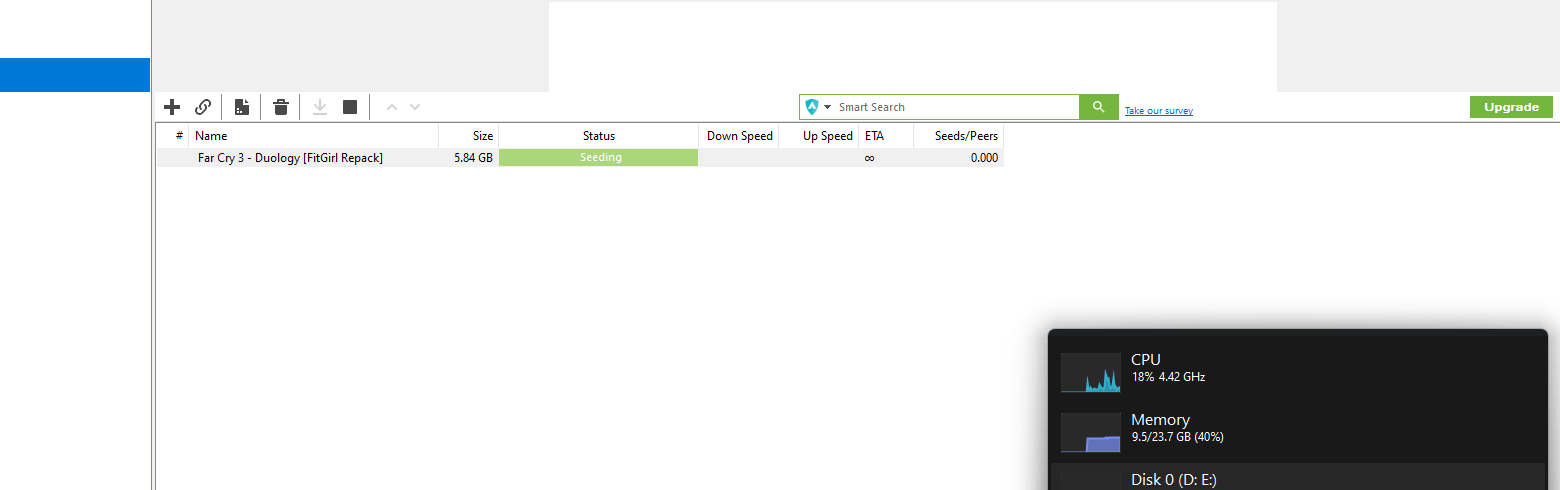 Smart Search
Take our survey
Upgrade
# Name Size Status Down Speed Up Speed ETA Seeds/Peers
Far Cry 3 - Duology [FitGirl Repack] 5.84 GB Seeding ∞ 0.000
CPU
18% 4.42 GHz
Memory
9.5/23.7 GB (40%)
Disk 0 (D: E:)